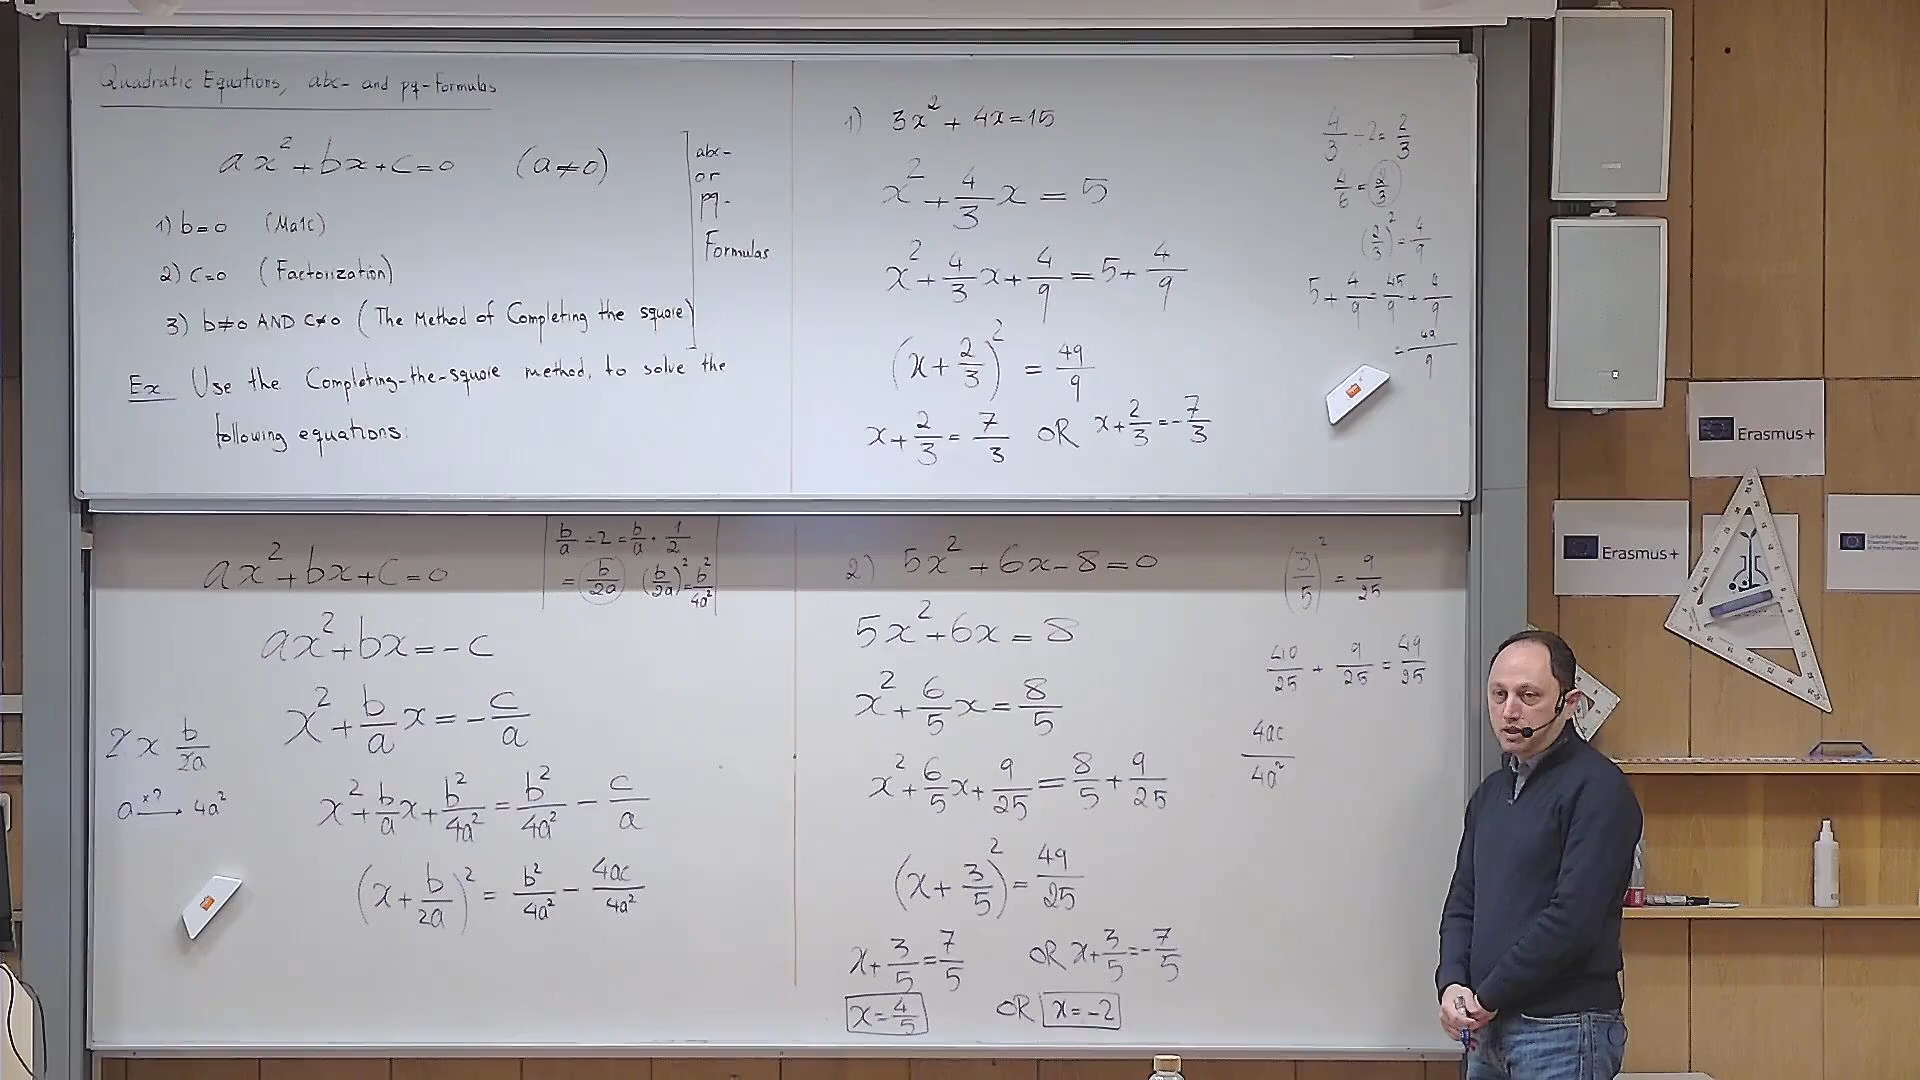 Quadratic Equations, abc- and pq-Formulas
ax² + bx + c = 0 (a ≠ 0)
1) b=0 (Ma1c)
2) c=0 (Factorization)
3) b≠0 AND c≠0 (The Method of Completing the square)
abc-
or
pq-
Formulas
Ex. Use the Completing-the-square method, to solve the
following equations:
1) 3x² + 4x = 15
x² + 4/3 x = 5
x² + 4/3 x + 4/9 = 5 + 4/9
(x + 2/3)² = 49/9
x + 2/3 = 7/3 OR x + 2/3 = -7/3
4/3 ÷ 2 = 2/3
4/6 = 2/3
(2/3)² = 4/9
5 + 4/9 = 45/9 + 4/9
= 49/9
ax² + bx + c = 0
b/a ÷ 2 = b/a · 1/2
= b/2a (b/2a)² = b²/4a²
ax² + bx = -c
x² + b/a x = -c/a
2x b/2a
a x?→ 4a²
x² + b/a x + b²/4a² = b²/4a² - c/a
(x + b/2a)² = b²/4a² - 4ac/4a²
2) 5x² + 6x - 8 = 0
5x² + 6x = 8
x² + 6/5 x = 8/5
x² + 6/5 x + 9/25 = 8/5 + 9/25
(x + 3/5)² = 49/25
x + 3/5 = 7/5 OR x + 3/5 = -7/5
x = 4/5 OR x = -2
(3/5)² = 9/25
40/25 + 9/25 = 49/25
4ac/4a²
Erasmus+
Erasmus+